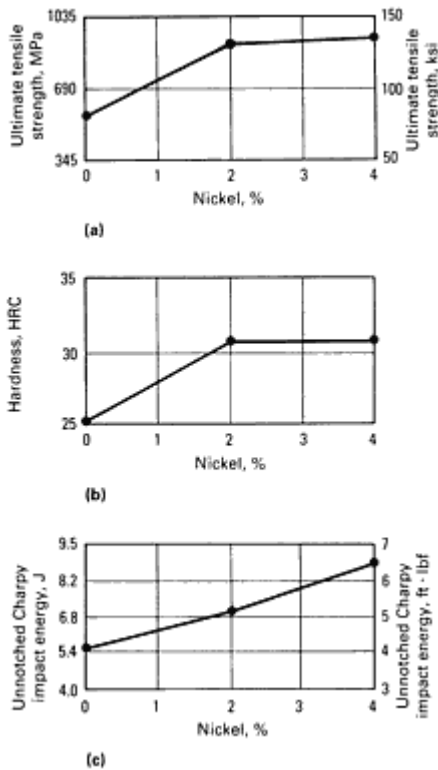 1035
690
345
Ultimate tensile
strength, MPa
150
100
50
Ultimate tensile
strength, ksi
0 1 2 3 4
Nickel, %
(a)
35
30
25
Hardness, HRC
0 1 2 3 4
Nickel, %
(b)
9.5
8.2
6.8
5.4
4.0
Unnotched Charpy
impact energy, J
7
6
5
4
3
Unnotched Charpy
impact energy, ft · lbf
0 1 2 3 4
Nickel, %
(c)